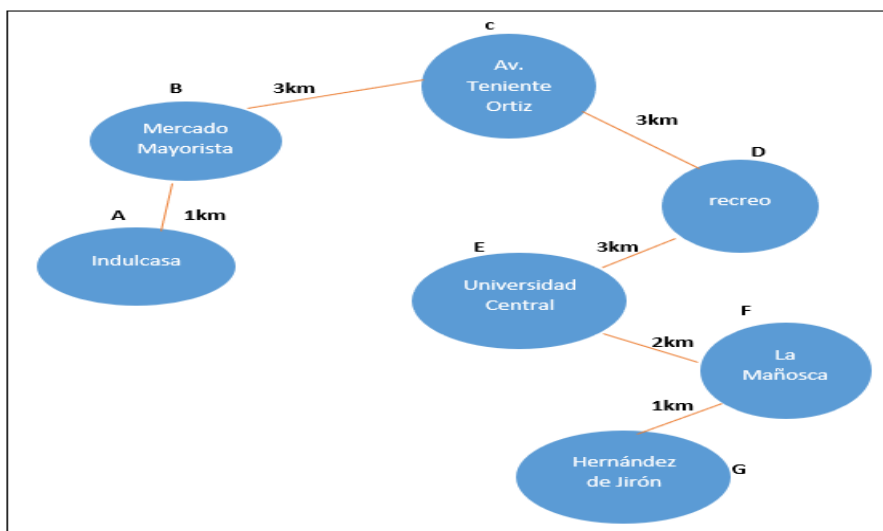 c
Av.
Teniente
Ortiz
B
3km
Mercado
Mayorista
3km
D
recreo
A
1km
Indulcasa
E
3km
Universidad
Central
F
2km
La
Mañosca
1km
Hernández
de Jirón
G